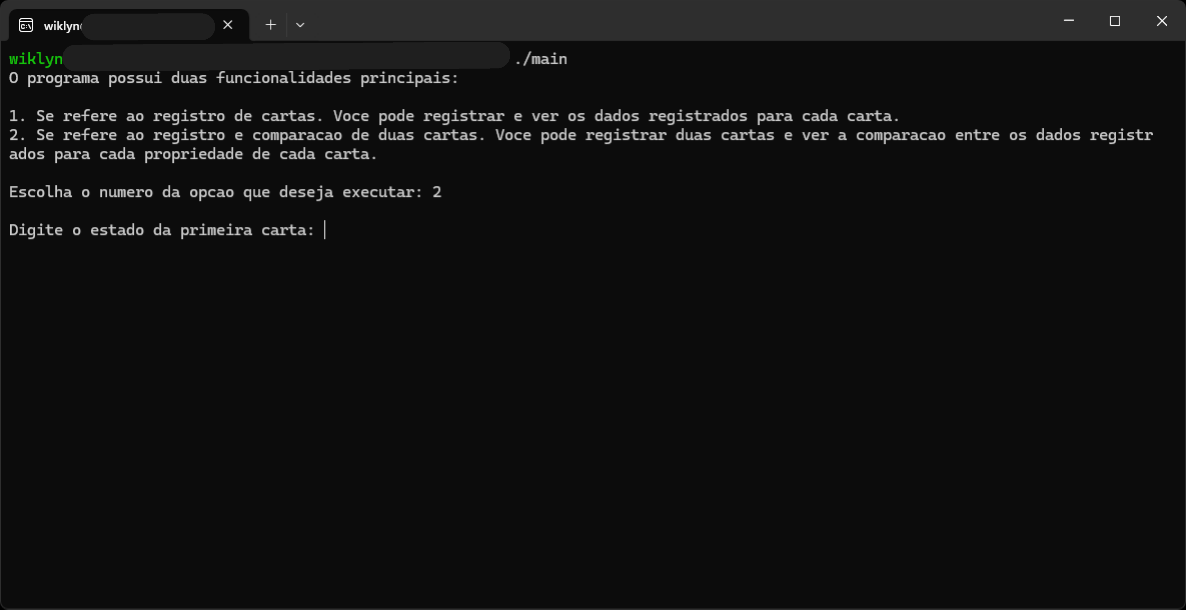 wiklyn
wiklyn ./main
O programa possui duas funcionalidades principais:
1. Se refere ao registro de cartas. Voce pode registrar e ver os dados registrados para cada carta.
2. Se refere ao registro e comparacao de duas cartas. Voce pode registrar duas cartas e ver a comparacao entre os dados registr
ados para cada propriedade de cada carta.
Escolha o numero da opcao que deseja executar: 2
Digite o estado da primeira carta: